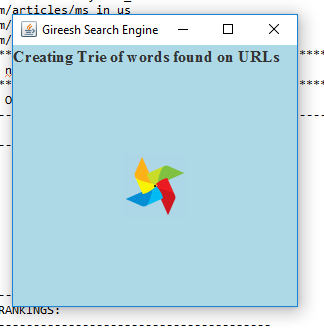 m/articles/ms in us
m/
m/
Gireesh Search Engine
Creating Trie of words found on URLs
n
O
RANKINGS: